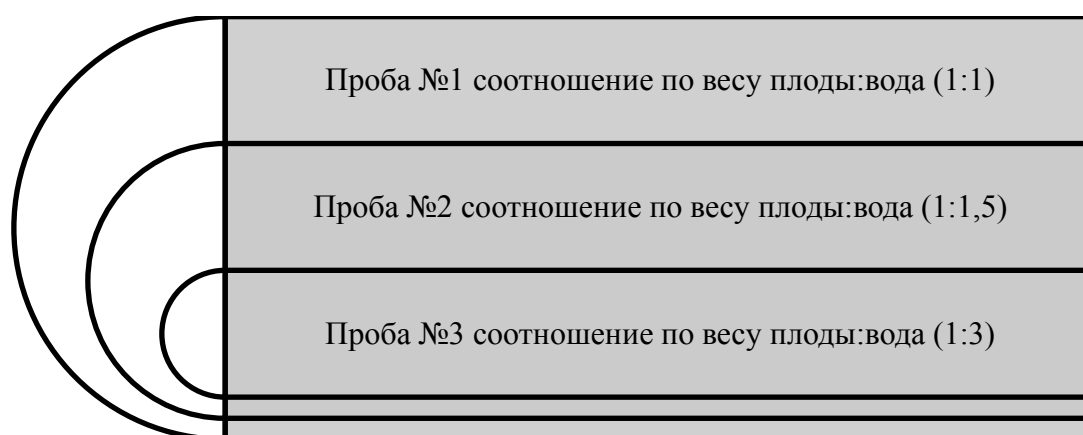 Проба №1 соотношение по весу плоды:вода (1:1)
Проба №2 соотношение по весу плоды:вода (1:1,5)
Проба №3 соотношение по весу плоды:вода (1:3)